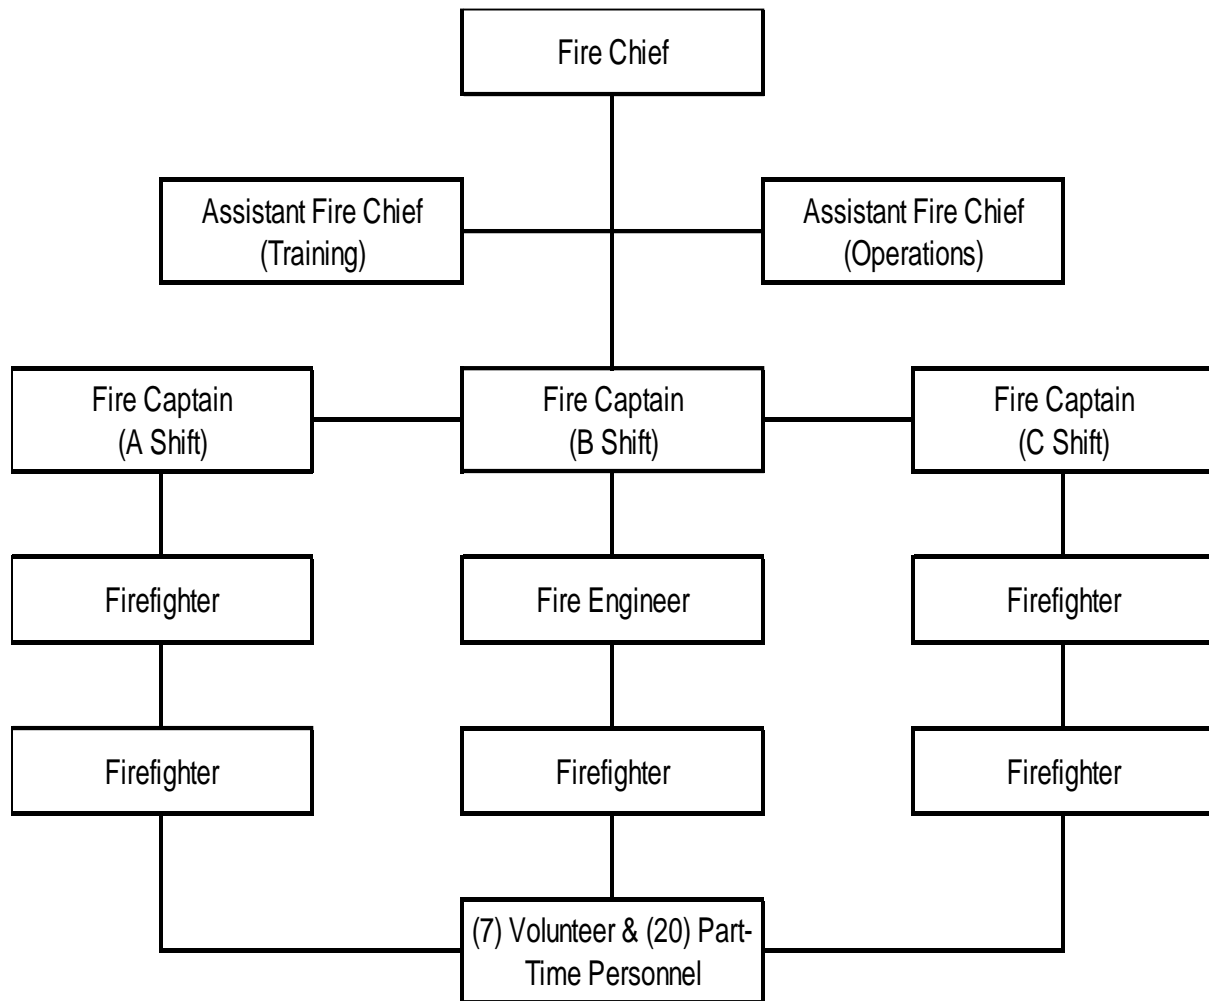 Fire Chief
Assistant Fire Chief
(Training)
Assistant Fire Chief
(Operations)
Fire Captain
(A Shift)
Fire Captain
(B Shift)
Fire Captain
(C Shift)
Firefighter
Fire Engineer
Firefighter
Firefighter
Firefighter
Firefighter
(7) Volunteer & (20) Part-
Time Personnel